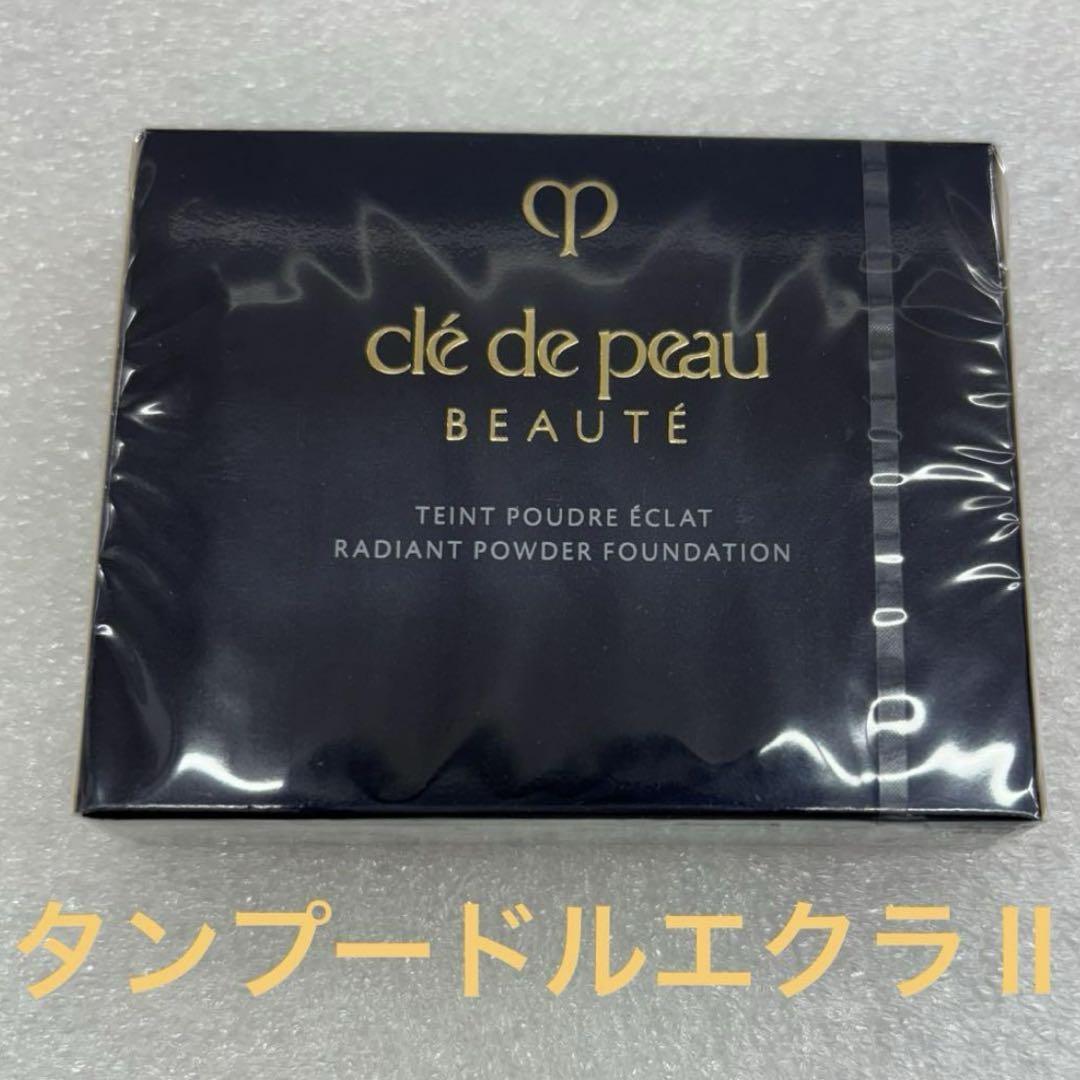 clé de peau
BEAUTÉ
TEINT POUDRE ÉCLAT
RADIANT POWDER FOUNDATION
タンプードルエクラⅡ